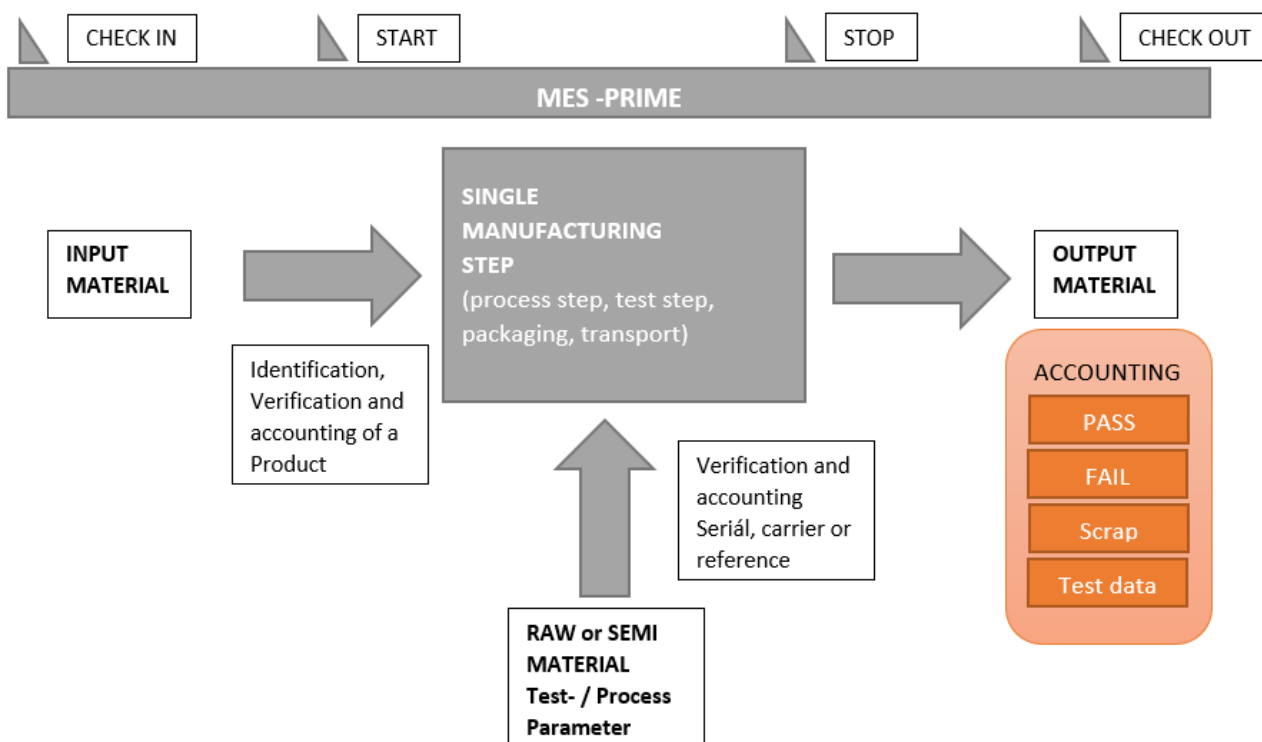 CHECK IN
START
STOP
CHECK OUT
MES -PRIME
SINGLE
MANUFACTURING
STEP
(process step, test step,
packaging, transport)
INPUT
MATERIAL
OUTPUT
MATERIAL
Identification,
Verification and
accounting of a
Product
ACCOUNTING
PASS
FAIL
Scrap
Test data
Verification and
accounting
Seriál, carrier or
reference
RAW or SEMI
MATERIAL
Test- / Process
Parameter